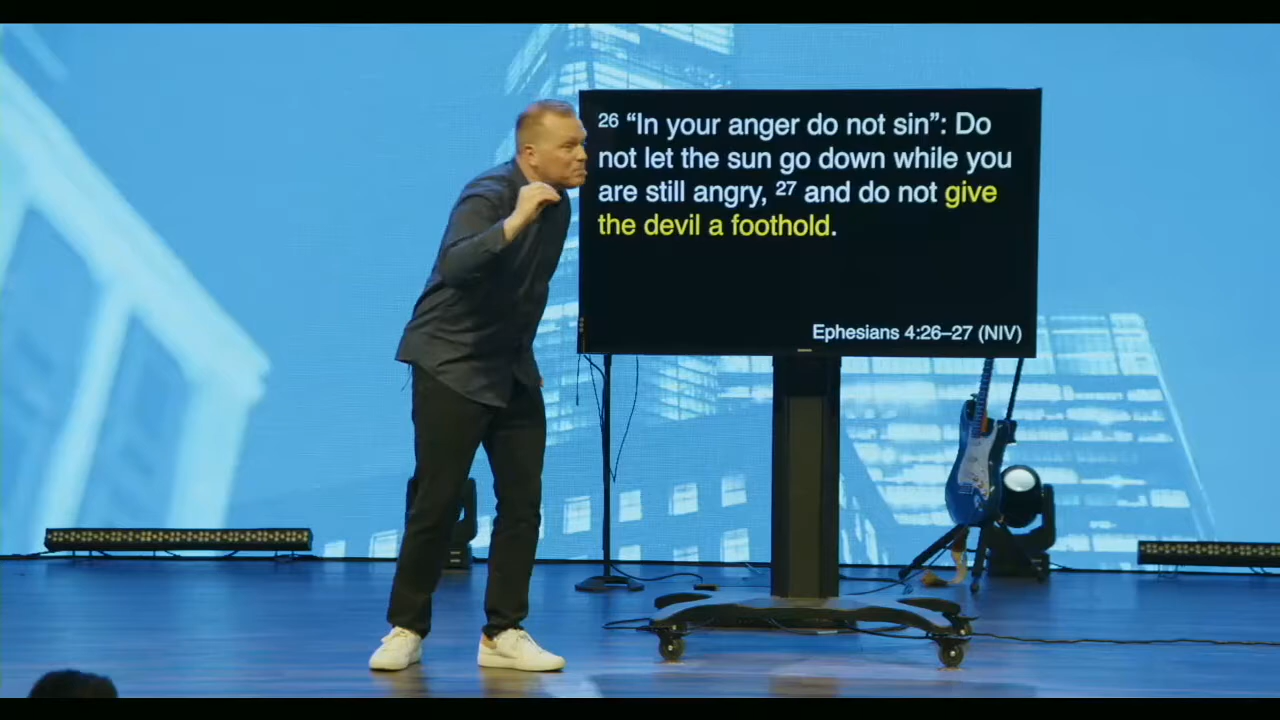 26 “In your anger do not sin”: Do
not let the sun go down while you
are still angry, 27 and do not give
the devil a foothold.
Ephesians 4:26–27 (NIV)